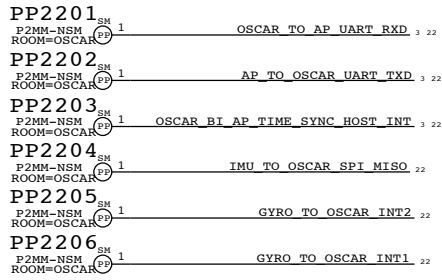 PP2201
P2MM-NSM SM
ROOM=OSCAR PP 1 OSCAR_TO_AP_UART_RXD 3 22
PP2202
P2MM-NSM SM
ROOM=OSCAR PP 1 AP_TO_OSCAR_UART_TXD 3 22
PP2203
P2MM-NSM SM
ROOM=OSCAR PP 1 OSCAR_BI_AP_TIME_SYNC_HOST_INT 3 22
PP2204
P2MM-NSM SM
ROOM=OSCAR PP 1 IMU_TO_OSCAR_SPI_MISO 22
PP2205
P2MM-NSM SM
ROOM=OSCAR PP 1 GYRO_TO_OSCAR_INT2 22
PP2206
P2MM-NSM SM
ROOM=OSCAR PP 1 GYRO_TO_OSCAR_INT1 22